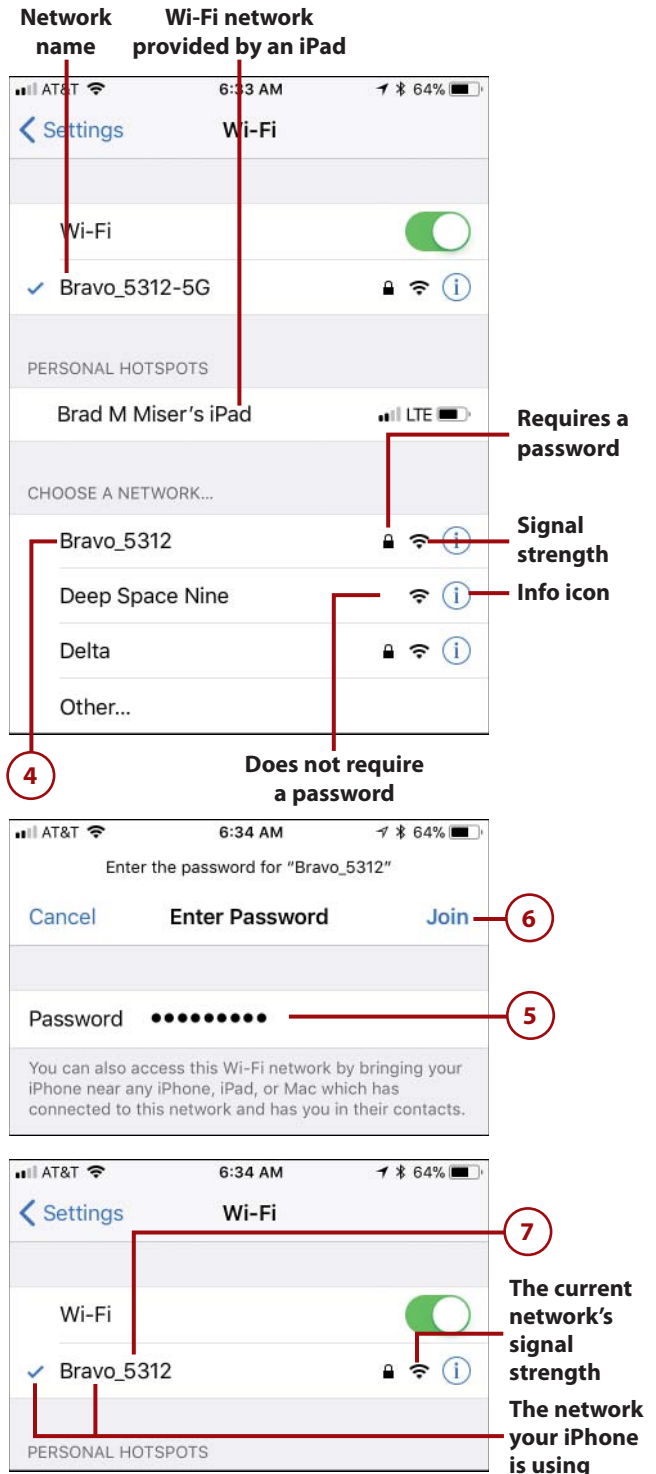 Network name
Wi-Fi network provided by an iPad
AT&T 6:33 AM 64%
Settings Wi-Fi
Wi-Fi
Bravo_5312-5G
PERSONAL HOTSPOTS
Brad M Miser's iPad LTE
Requires a password
CHOOSE A NETWORK...
Bravo_5312
Signal strength
Deep Space Nine
Info icon
Delta
Other...
4
Does not require a password
AT&T 6:34 AM 64%
Enter the password for “Bravo_5312”
Cancel Enter Password Join
6
Password ●●●●●●●●●
5
You can also access this Wi-Fi network by bringing your
iPhone near any iPhone, iPad, or Mac which has
connected to this network and has you in their contacts.
AT&T 6:34 AM 64%
Settings Wi-Fi
7
Wi-Fi
The current network's signal strength
Bravo_5312
The network your iPhone is using
PERSONAL HOTSPOTS